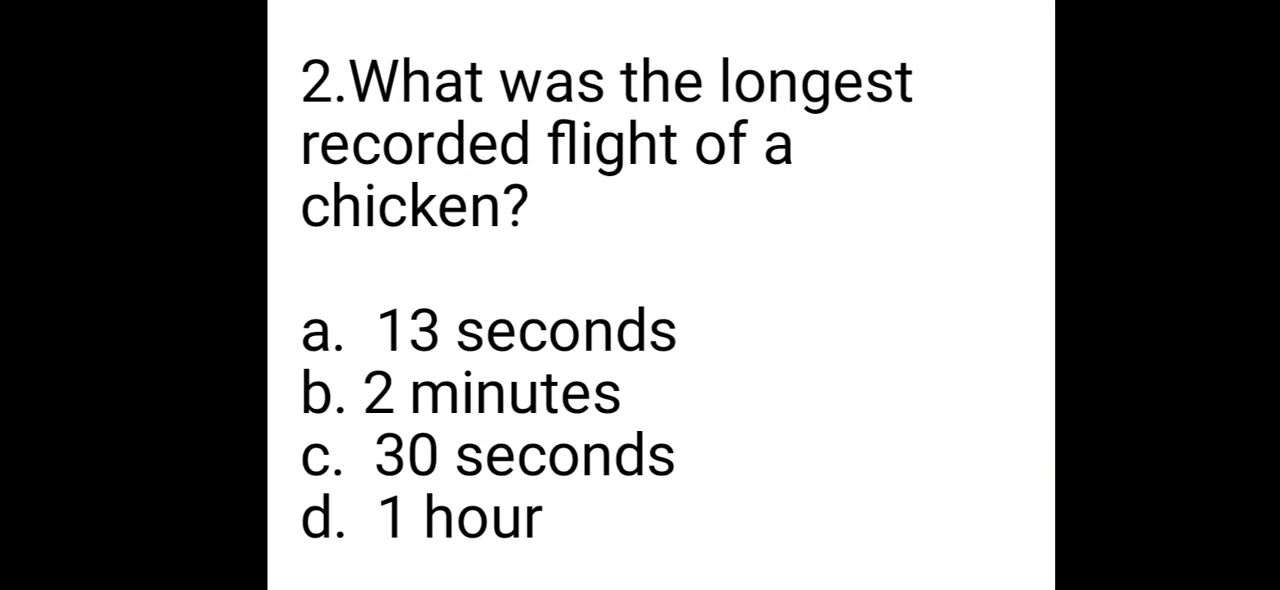 2.What was the longest
recorded flight of a
chicken?
a. 13 seconds
b. 2 minutes
c. 30 seconds
d. 1 hour